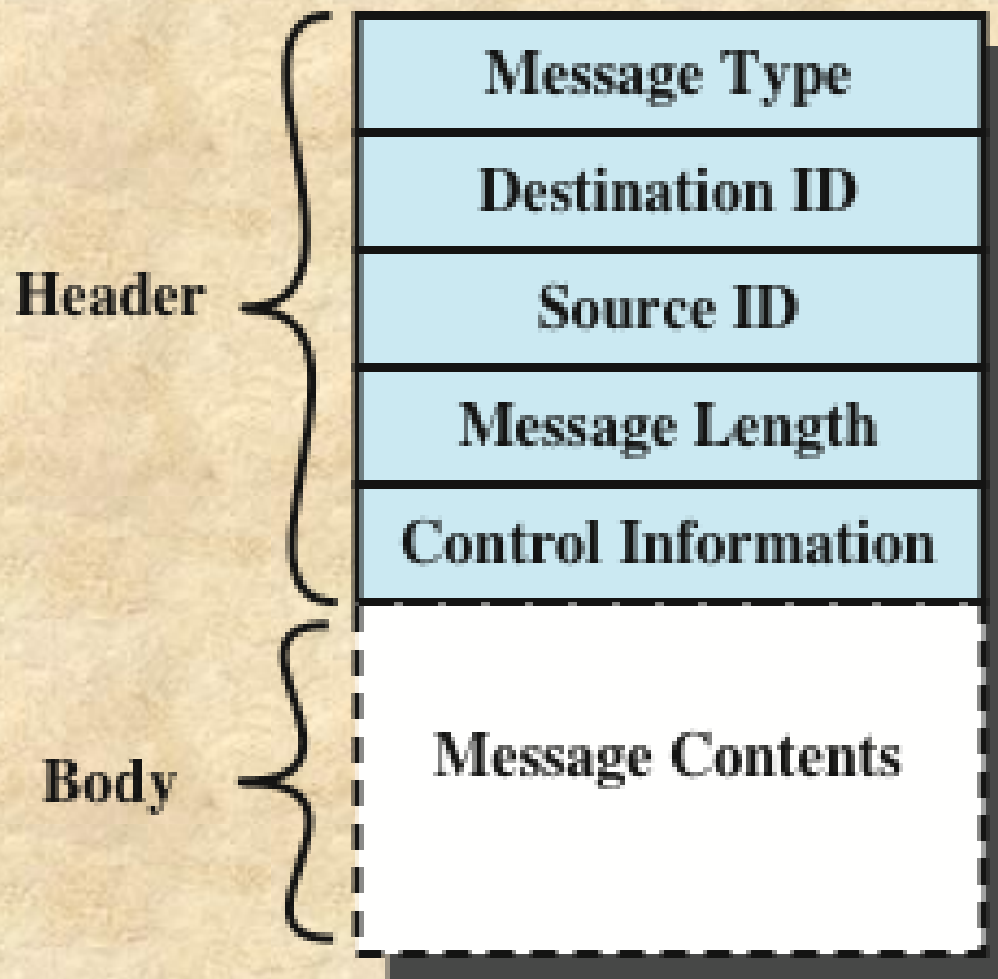 Message Type
Destination ID
Source ID
Header
Message Length
Control Information
Message Contents
Body